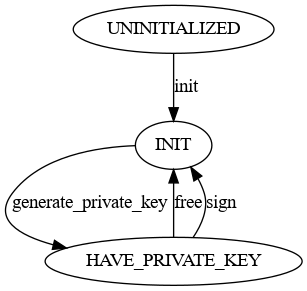 UNINITIALIZED
init
INIT
generate_private_key
free
sign
HAVE_PRIVATE_KEY